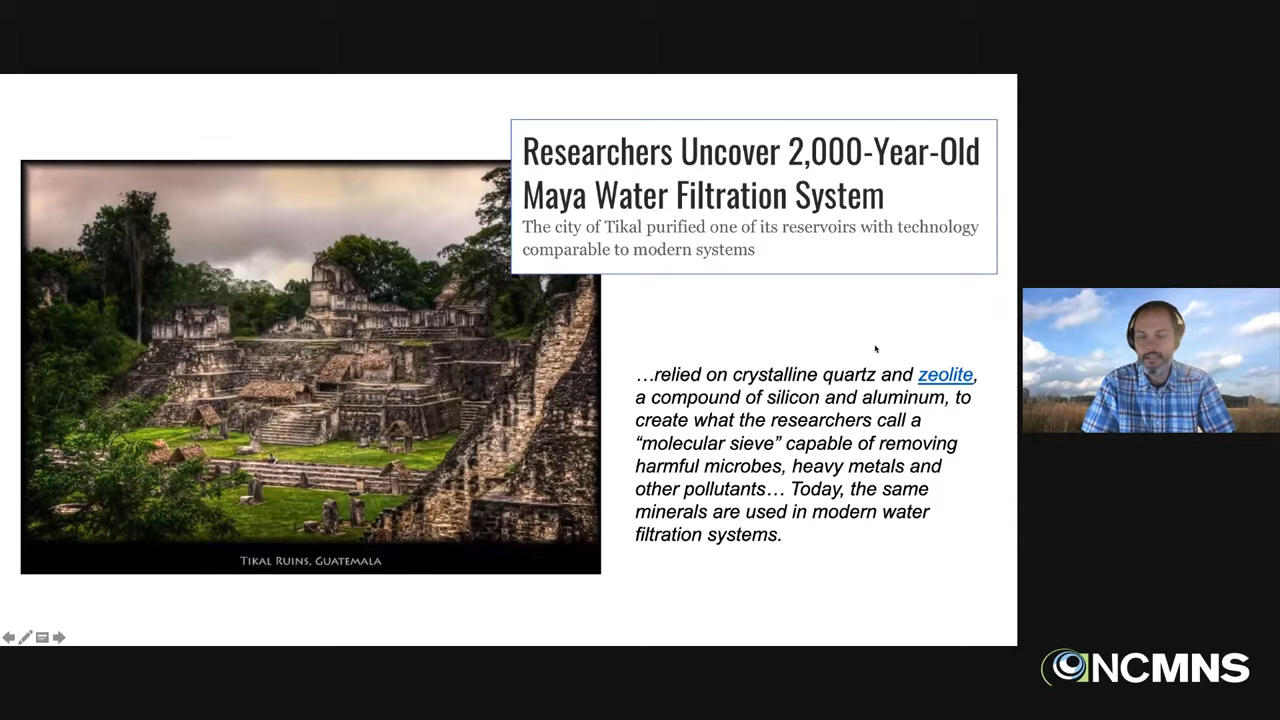 Researchers Uncover 2,000-Year-Old
Maya Water Filtration System
The city of Tikal purified one of its reservoirs with technology
comparable to modern systems
…relied on crystalline quartz and zeolite,
a compound of silicon and aluminum, to
create what the researchers call a
“molecular sieve” capable of removing
harmful microbes, heavy metals and
other pollutants… Today, the same
minerals are used in modern water
filtration systems.
TIKAL RUINS, GUATEMALA
NCMNS